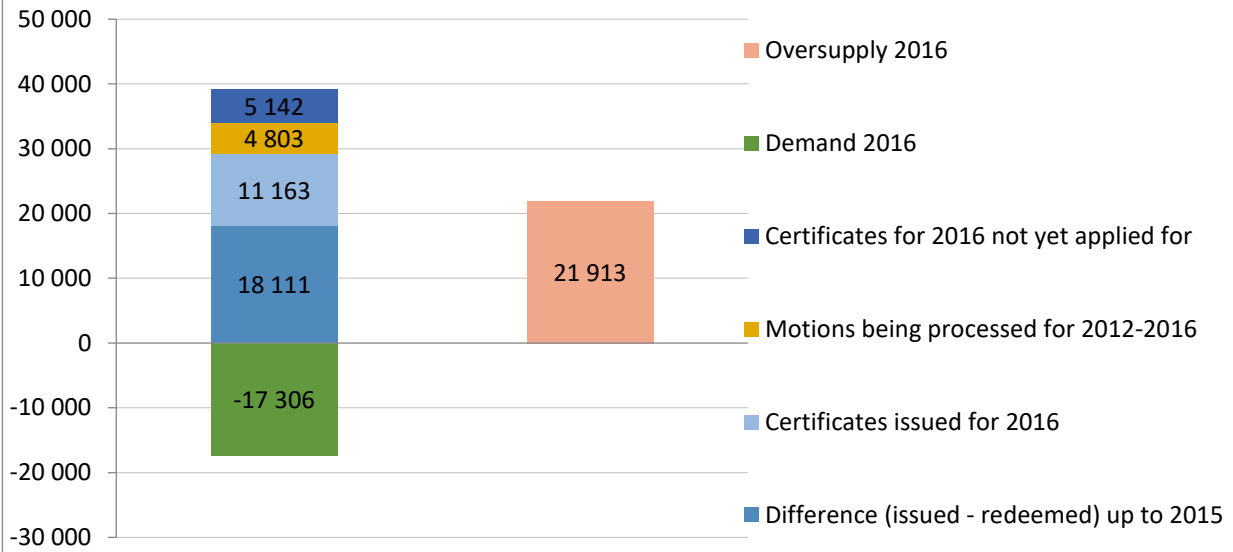 50 000
40 000
30 000
20 000
10 000
0
-10 000
-20 000
-30 000
5 142
4 803
11 163
18 111
-17 306
21 913
Oversupply 2016
Demand 2016
Certificates for 2016 not yet applied for
Motions being processed for 2012-2016
Certificates issued for 2016
Difference (issued - redeemed) up to 2015